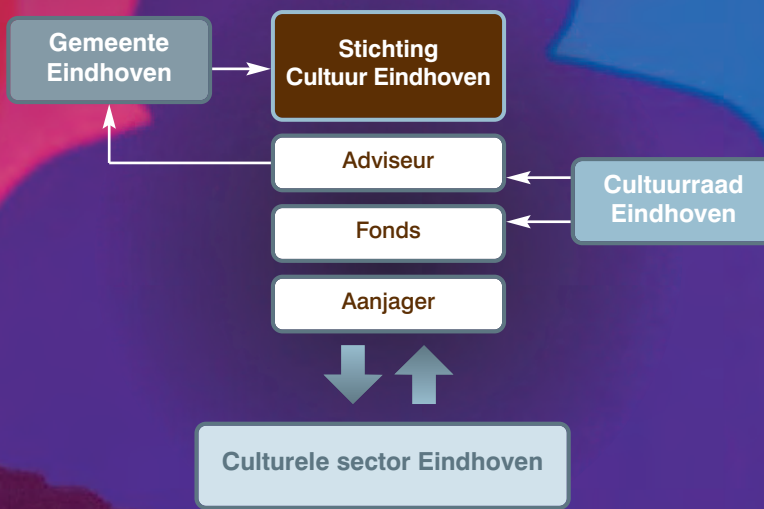 Gemeente
Eindhoven
Stichting
Cultuur Eindhoven
Adviseur
Cultuurraad
Eindhoven
Fonds
Aanjager
Culturele sector Eindhoven